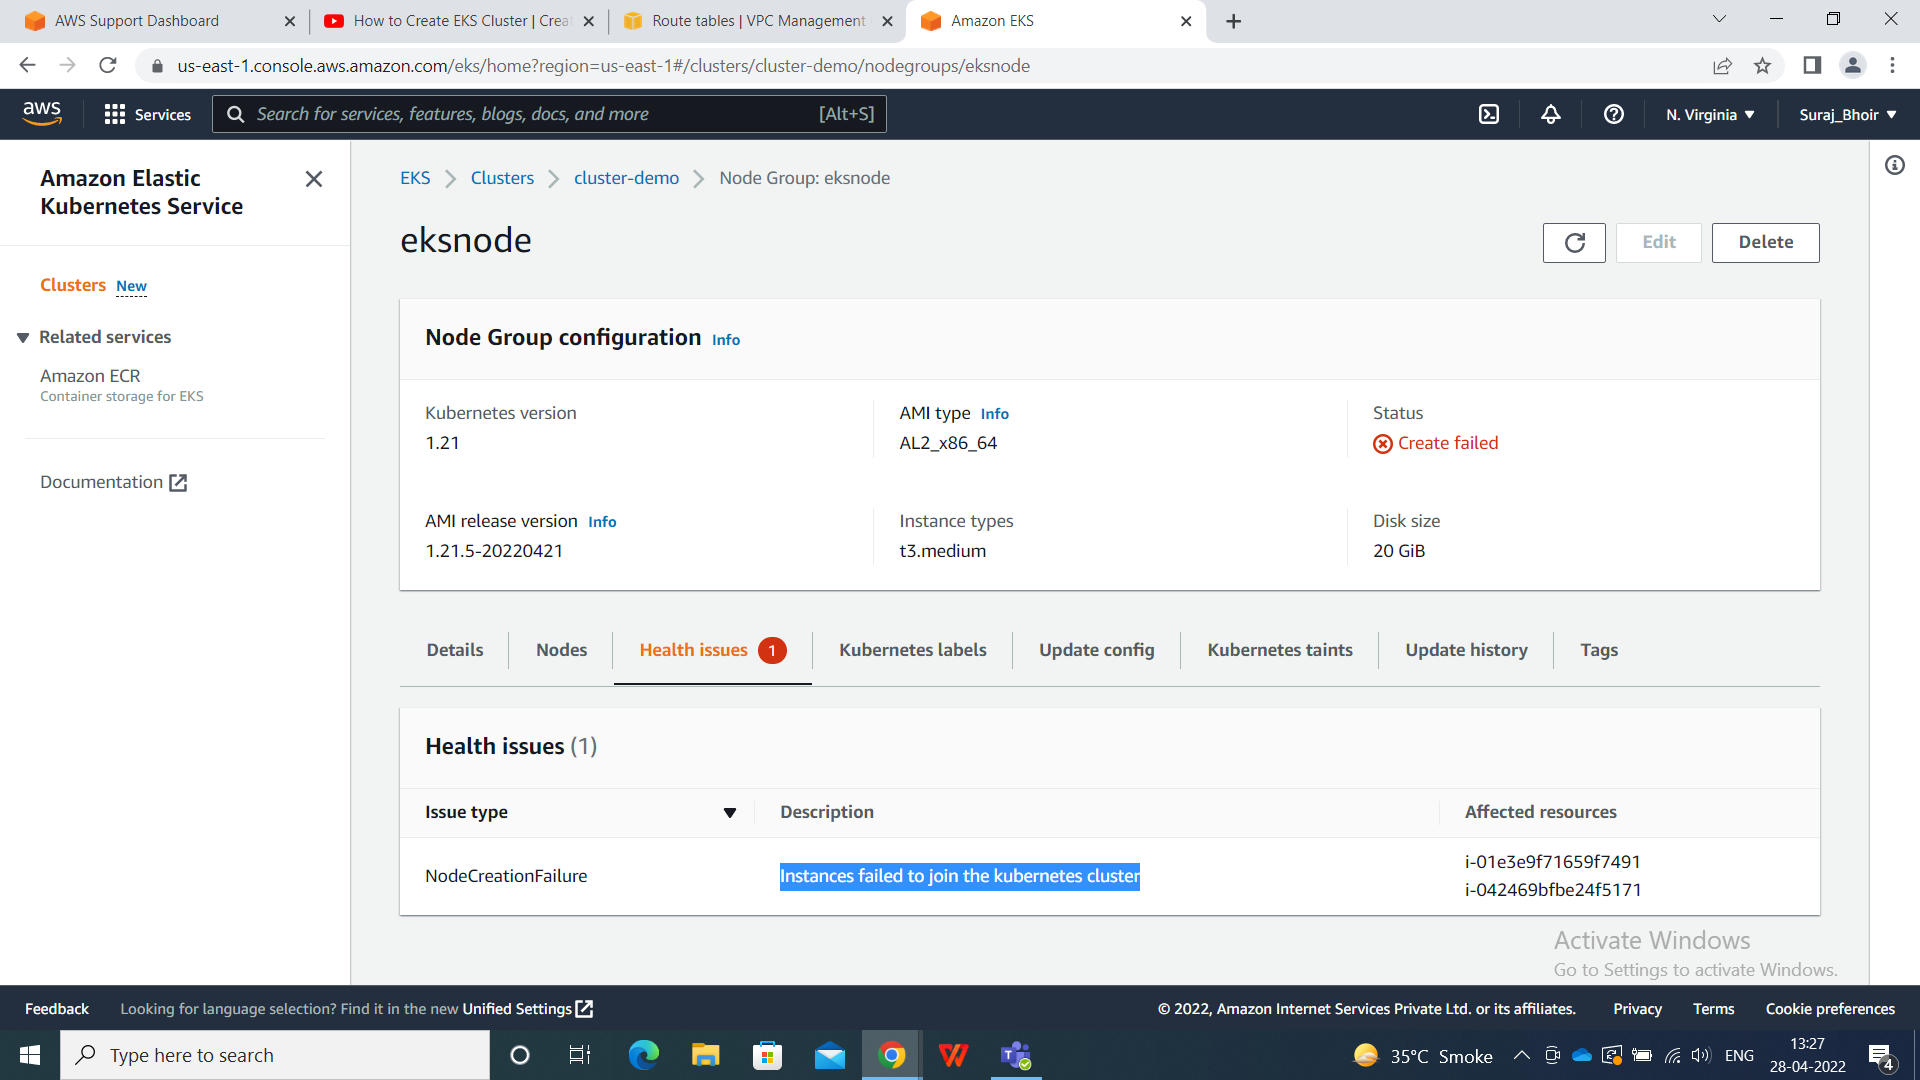 AWS Support Dashboard
How to Create EKS Cluster | Crea
Route tables | VPC Management
Amazon EKS
us-east-1.console.aws.amazon.com/eks/home?region=us-east-1#/clusters/cluster-demo/nodegroups/eksnode
aws
Services
Search for services, features, blogs, docs, and more
[Alt+S]
N. Virginia
Suraj_Bhoir
Amazon Elastic
Kubernetes Service
Clusters New
Related services
Amazon ECR
Container storage for EKS
Documentation
EKS
Clusters
cluster-demo
Node Group: eksnode
eksnode
Edit
Delete
Node Group configuration Info
Kubernetes version
1.21
AMI type Info
AL2_x86_64
Status
Create failed
AMI release version Info
1.21.5-20220421
Instance types
t3.medium
Disk size
20 GiB
Details
Nodes
Health issues 1
Kubernetes labels
Update config
Kubernetes taints
Update history
Tags
Health issues (1)
Issue type
Description
Affected resources
NodeCreationFailure
Instances failed to join the kubernetes cluster
i-01e3e9f71659f7491
i-042469bfbe24f5171
Activate Windows
Go to Settings to activate Windows.
Feedback
Looking for language selection? Find it in the new Unified Settings
© 2022, Amazon Internet Services Private Ltd. or its affiliates.
Privacy
Terms
Cookie preferences
Type here to search
35°C Smoke
ENG
13:27
28-04-2022
4